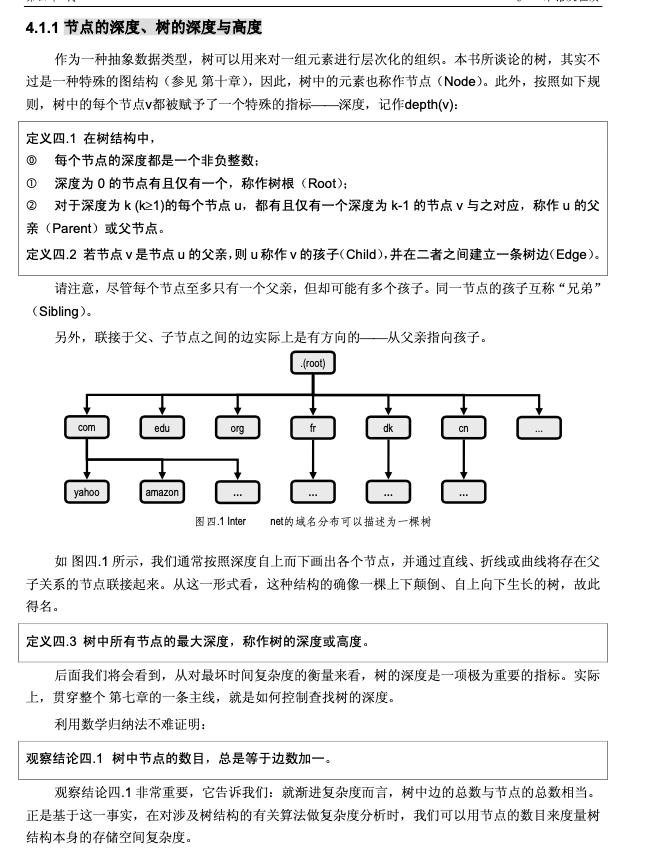 4.1.1 节点的深度、树的深度与高度
作为一种抽象数据类型，树可以用来对一组元素进行层次化的组织。本书所谈论的树，其实不
过是一种特殊的图结构（参见 第十章），因此，树中的元素也称作节点（Node）。此外，按照如下规
则，树中的每个节点v都被赋予了一个特殊的指标——深度，记作depth(v)：
定义四.1 在树结构中，
⓪ 每个节点的深度都是一个非负整数；
① 深度为 0 的节点有且仅有一个，称作树根（Root）；
② 对于深度为 k (k≥1)的每个节点 u，都有且仅有一个深度为 k-1 的节点 v 与之对应，称作 u 的父
亲（Parent）或父节点。
定义四.2 若节点 v 是节点 u 的父亲，则 u 称作 v 的孩子（Child），并在二者之间建立一条树边（Edge）。
请注意，尽管每个节点至多只有一个父亲，但却可能有多个孩子。同一节点的孩子互称“兄弟”
（Sibling）。
另外，联接于父、子节点之间的边实际上是有方向的——从父亲指向孩子。
.(root)
com edu org fr dk cn ...
yahoo amazon ... ... ... ...
图四.1 Inter net的域名分布可以描述为一棵树
如 图四.1 所示，我们通常按照深度自上而下画出各个节点，并通过直线、折线或曲线将存在父
子关系的节点联接起来。从这一形式看，这种结构的确像一棵上下颠倒、自上向下生长的树，故此
得名。
定义四.3 树中所有节点的最大深度，称作树的深度或高度。
后面我们将会看到，从对最坏时间复杂度的衡量来看，树的深度是一项极为重要的指标。实际
上，贯穿整个 第七章的一条主线，就是如何控制查找树的深度。
利用数学归纳法不难证明：
观察结论四.1 树中节点的数目，总是等于边数加一。
观察结论四.1 非常重要，它告诉我们：就渐进复杂度而言，树中边的总数与节点的总数相当。
正是基于这一事实，在对涉及树结构的有关算法做复杂度分析时，我们可以用节点的数目来度量树
结构本身的存储空间复杂度。